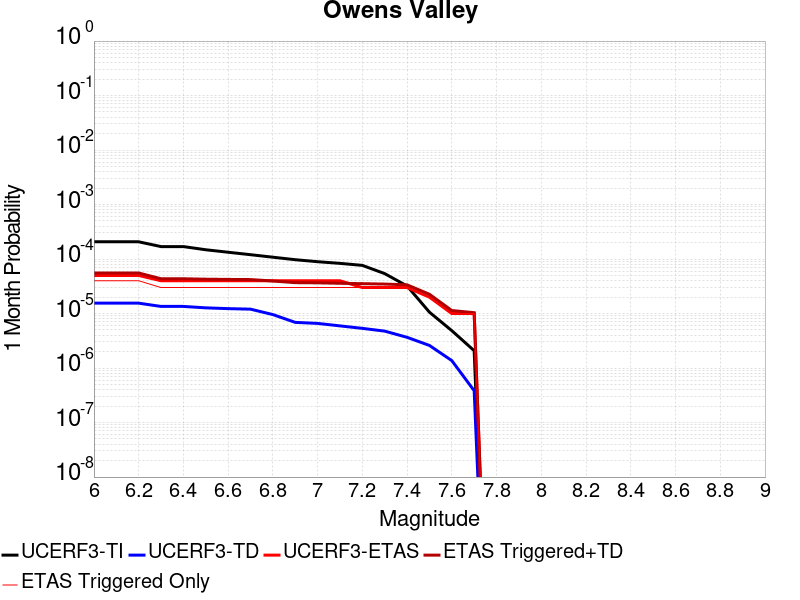 Owens Valley
1 Month Probability
10^0
10^-1
10^-2
10^-3
10^-4
10^-5
10^-6
10^-7
10^-8
6 6.2 6.4 6.6 6.8 7 7.2 7.4 7.6 7.8 8 8.2 8.4 8.6 8.8 9
Magnitude
UCERF3-TI UCERF3-TD UCERF3-ETAS ETAS Triggered+TD
ETAS Triggered Only